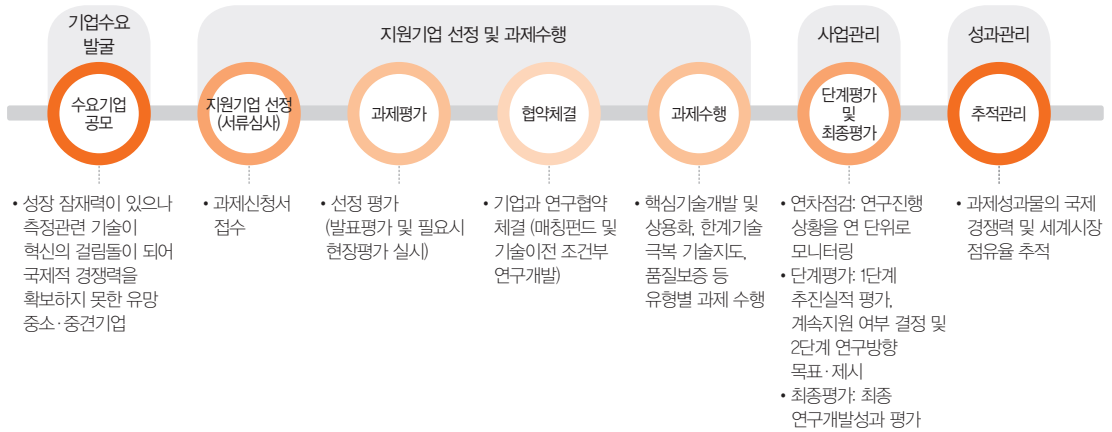 기업수요
발굴
지원기업 선정 및 과제수행
사업관리
성과관리
수요기업
공모
지원기업 선정
(서류심사)
과제평가
협약체결
과제수행
단계평가
및
최종평가
추적관리
• 성장 잠재력이 있으나
측정관련 기술이
혁신의 걸림돌이 되어
국제적 경쟁력을
확보하지 못한 유망
중소·중견기업
• 과제신청서
접수
• 선정 평가
(발표평가 및 필요시
현장평가 실시)
• 기업과 연구협약
체결 (매칭펀드 및
기술이전 조건부
연구개발)
• 핵심기술개발 및
상용화, 한계기술
극복 기술지도,
품질보증 등
유형별 과제 수행
• 연차점검: 연구진행
상황을 연 단위로
모니터링
• 단계평가: 1단계
추진실적 평가,
계속지원 여부 결정 및
2단계 연구방향
목표·제시
• 최종평가: 최종
연구개발성과 평가
• 과제성과물의 국제
경쟁력 및 세계시장
점유율 추적